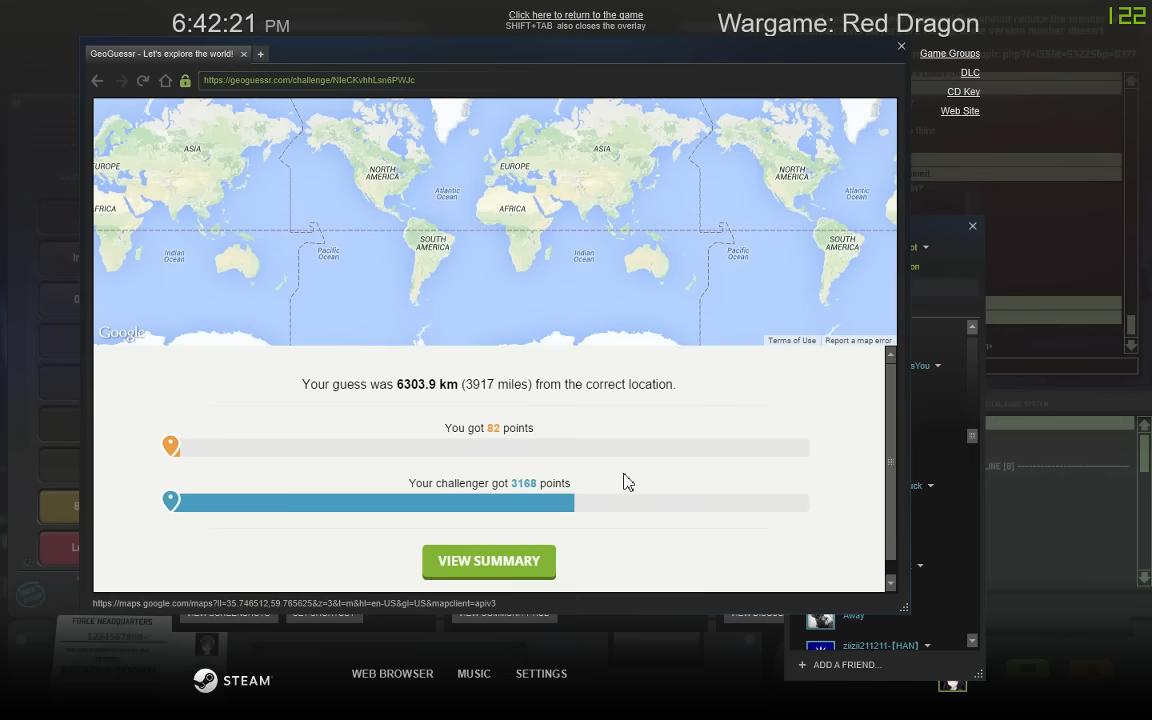 6:42:21 PM
Click here to return to the game
SHIFT+TAB also closes the overlay
Wargame: Red Dragon
122
GeoGuessr - Let's explore the world!
Game Groups
DLC
CD Key
Web Site
https://geoguessr.com/challenge/NIeCKvhhLsn6PWJc
ASIA
EUROPE
NORTH AMERICA
Atlantic Ocean
AFRICA
SOUTH AMERICA
Indian Ocean
Pacific Ocean
ASIA
EUROPE
NORTH AMERICA
Atlantic Ocean
AFRICA
SOUTH AMERICA
Indian Ocean
Pacific Ocean
Google
Terms of Use
Report a map error
Your guess was 6303.9 km (3917 miles) from the correct location.
You got 82 points
Your challenger got 3168 points
VIEW SUMMARY
https://maps.google.com/maps?ll=35.746512,59.765625&z=3&t=m&hl=en-US&gl=US&mapclient=apiv3
FORCE HEADQUARTERS
Away
ziizii211211-【HAN】
ADD A FRIEND...
STEAM
WEB BROWSER
MUSIC
SETTINGS